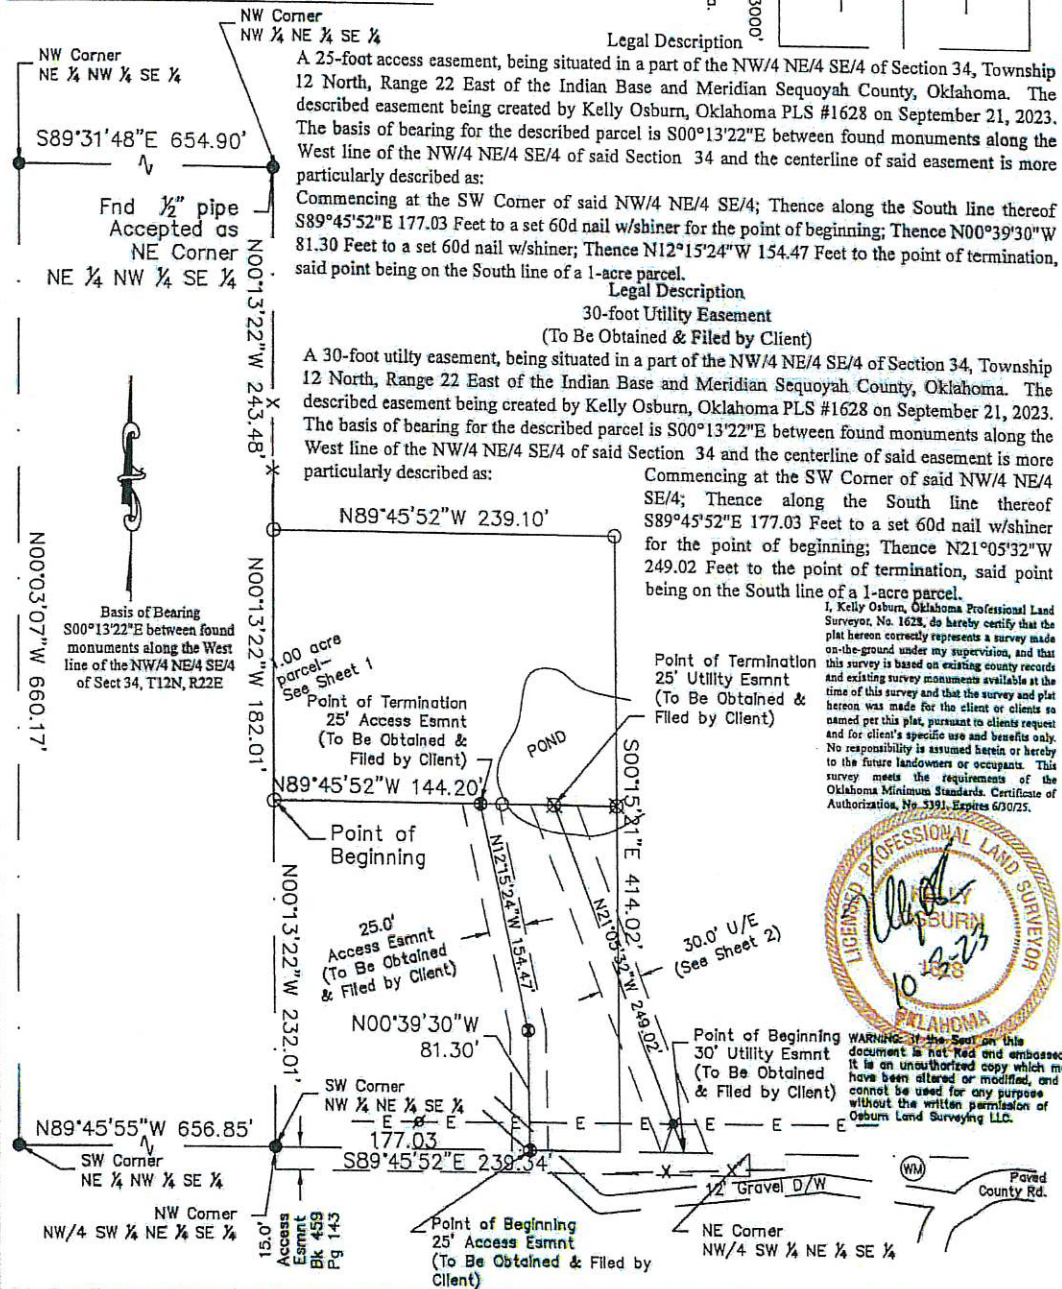 3000'
NW Corner
NW ¼ NE ¼ SE ¼
NW Corner
NE ¼ NW ¼ SE ¼
S89°31'48"E 654.90'
Fnd ½" pipe
Accepted as
NE Corner
NE ¼ NW ¼ SE ¼
Legal Description
A 25-foot access easement, being situated in a part of the NW/4 NE/4 SE/4 of Section 34, Township
12 North, Range 22 East of the Indian Base and Meridian Sequoyah County, Oklahoma. The
described easement being created by Kelly Osburn, Oklahoma PLS #1628 on September 21, 2023.
The basis of bearing for the described parcel is S00°13'22"E between found monuments along the
West line of the NW/4 NE/4 SE/4 of said Section 34 and the centerline of said easement is more
particularly described as:
Commencing at the SW Corner of said NW/4 NE/4 SE/4; Thence along the South line thereof
S89°45'52"E 177.03 Feet to a set 60d nail w/shiner for the point of beginning; Thence N00°39'30"W
81.30 Feet to a set 60d nail w/shiner; Thence N12°15'24"W 154.47 Feet to the point of termination,
said point being on the South line of a 1-acre parcel.
Legal Description
30-foot Utility Easement
(To Be Obtained & Filed by Client)
A 30-foot utilty easement, being situated in a part of the NW/4 NE/4 SE/4 of Section 34, Township
12 North, Range 22 East of the Indian Base and Meridian Sequoyah County, Oklahoma. The
described easement being created by Kelly Osburn, Oklahoma PLS #1628 on September 21, 2023.
The basis of bearing for the described parcel is S00°13'22"E between found monuments along the
West line of the NW/4 NE/4 SE/4 of said Section 34 and the centerline of said easement is more
particularly described as:
Commencing at the SW Corner of said NW/4 NE/4
SE/4; Thence along the South line thereof
S89°45'52"E 177.03 Feet to a set 60d nail w/shiner
for the point of beginning; Thence N21°05'32"W
249.02 Feet to the point of termination, said point
being on the South line of a 1-acre parcel.
N00°13'22"W 243.48'
X
X
N00°03'07"W 660.17'
Basis of Bearing
S00°13'22"E between found
monuments along the West
line of the NW/4 NE/4 SE/4
of Sect 34, T12N, R22E
N89°45'52"W 239.10'
N00°13'22"W 182.01'
1.00 acre
parcel-
See Sheet 1
Point of Termination
25' Access Esmnt
(To Be Obtained &
Filed by Client)
POND
Point of Termination
25' Utility Esmnt
(To Be Obtained &
Filed by Client)
I, Kelly Osburn, Oklahoma Professional Land
Surveyor, No. 1628, do hereby certify that the
plat hereon correctly represents a survey made
on-the-ground under my supervision, and that
this survey is based on existing county records
and existing survey monuments available at the
time of this survey and that the survey and plat
hereon was made for the client or clients so
named per this plat, pursuant to clients request
and for client's specific use and benefits only.
No responsibility is assumed herein or hereby
to the future landowners or occupants. This
survey meets the requirements of the
Oklahoma Minimum Standards. Certificate of
Authorization, No. 5391, Expires 6/30/25.
N89°45'52"W 144.20'
Point of
Beginning
S00°15'21"E 414.02'
N00°13'22"W 232.01'
25.0'
Access Esmnt
(To Be Obtained
& Filed by Client)
N12°15'24"W 154.47'
N21°05'32"W 249.02'
30.0' U/E
(See Sheet 2)
N00°39'30"W
81.30'
LICENSED PROFESSIONAL LAND SURVEYOR
KELLY
OSBURN
1628
10-2-23
OKLAHOMA
Point of Beginning
30' Utility Esmnt
(To Be Obtained
& Filed by Client)
WARNING: If the Seal on this
document is not Red and embossed
it is an unauthorized copy which
have been altered or modified, and
cannot be used for any purpose
without the written permission of
Osburn Land Surveying LLC.
SW Corner
NW ¼ NE ¼ SE ¼
E E E E E E E
N89°45'55"W 656.85'
177.03
S89°45'52"E 239.34'
SW Corner
NE ¼ NW ¼ SE ¼
NW Corner
NW/4 SW ¼ NE ¼ SE ¼
15.0'
Access
Esmnt
Bk 459
Pg 143
Point of Beginning
25' Access Esmnt
(To Be Obtained & Filed by
Client)
X X
12' Gravel D/W
WM
Paved
County Rd.
NE Corner
NW/4 SW ¼ NE ¼ SE ¼